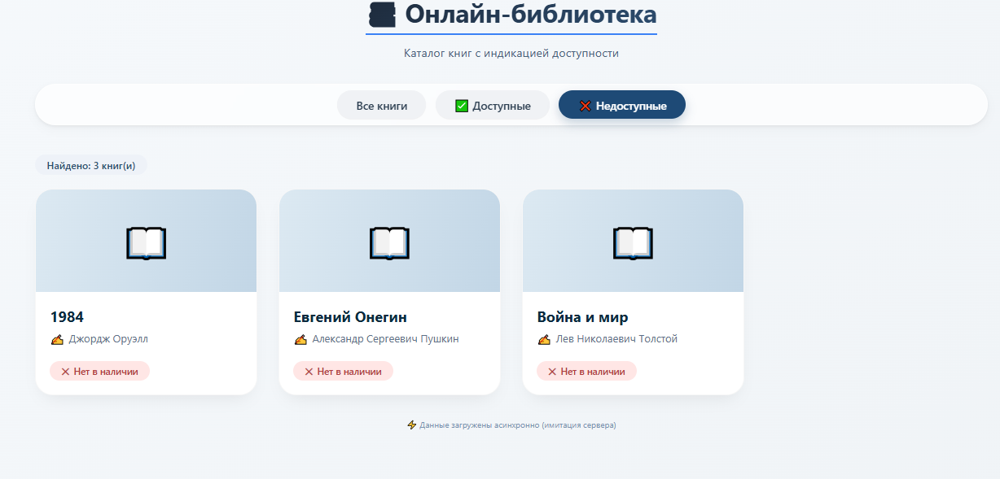 Онлайн-библиотека
Каталог книг с индикацией доступности
Все книги
✅ Доступные
❌ Недоступные
Найдено: 3 книг(и)
1984
✍ Джордж Оруэлл
✕ Нет в наличии
Евгений Онегин
✍ Александр Сергеевич Пушкин
✕ Нет в наличии
Война и мир
✍ Лев Николаевич Толстой
✕ Нет в наличии
⚡ Данные загружены асинхронно (имитация сервера)